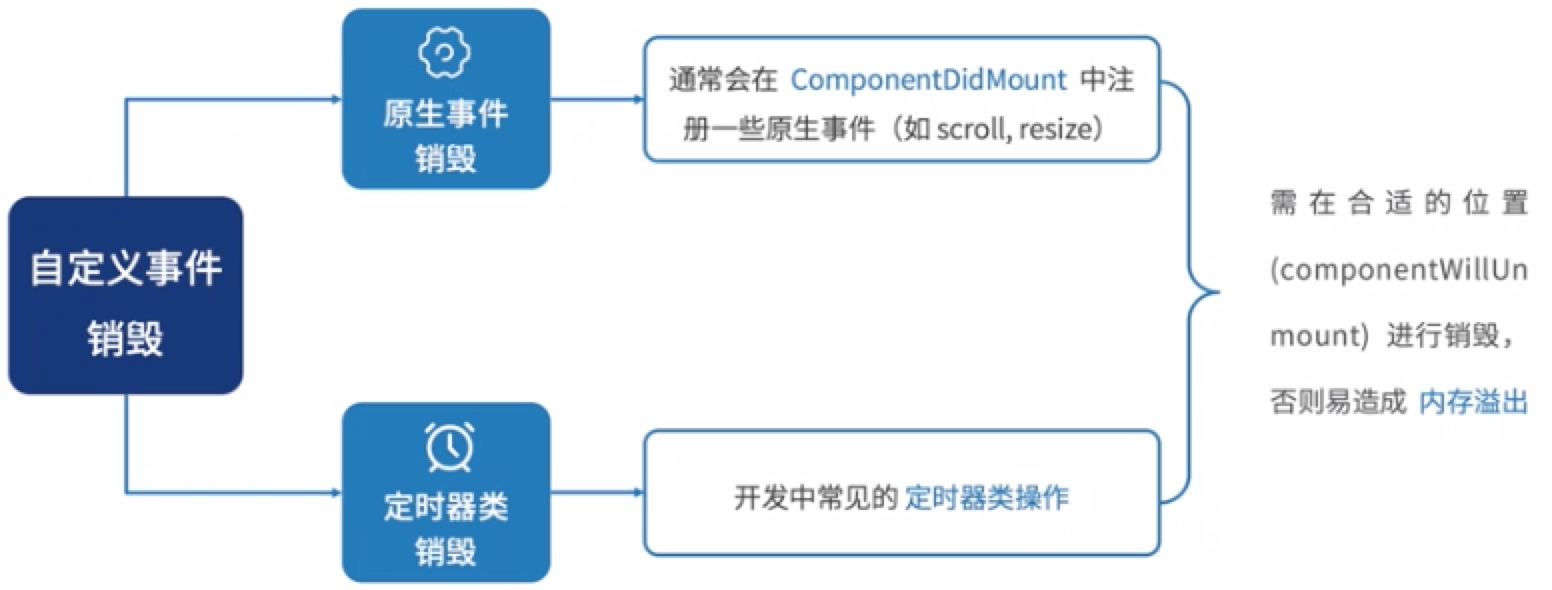 自定义事件
销毁
原生事件
销毁
通常会在 ComponentDidMount 中注
册一些原生事件（如 scroll, resize）
定时器类
销毁
开发中常见的 定时器类操作
需在合适的位置
(componentWillUn
mount）进行销毁，
否则易造成 内存溢出